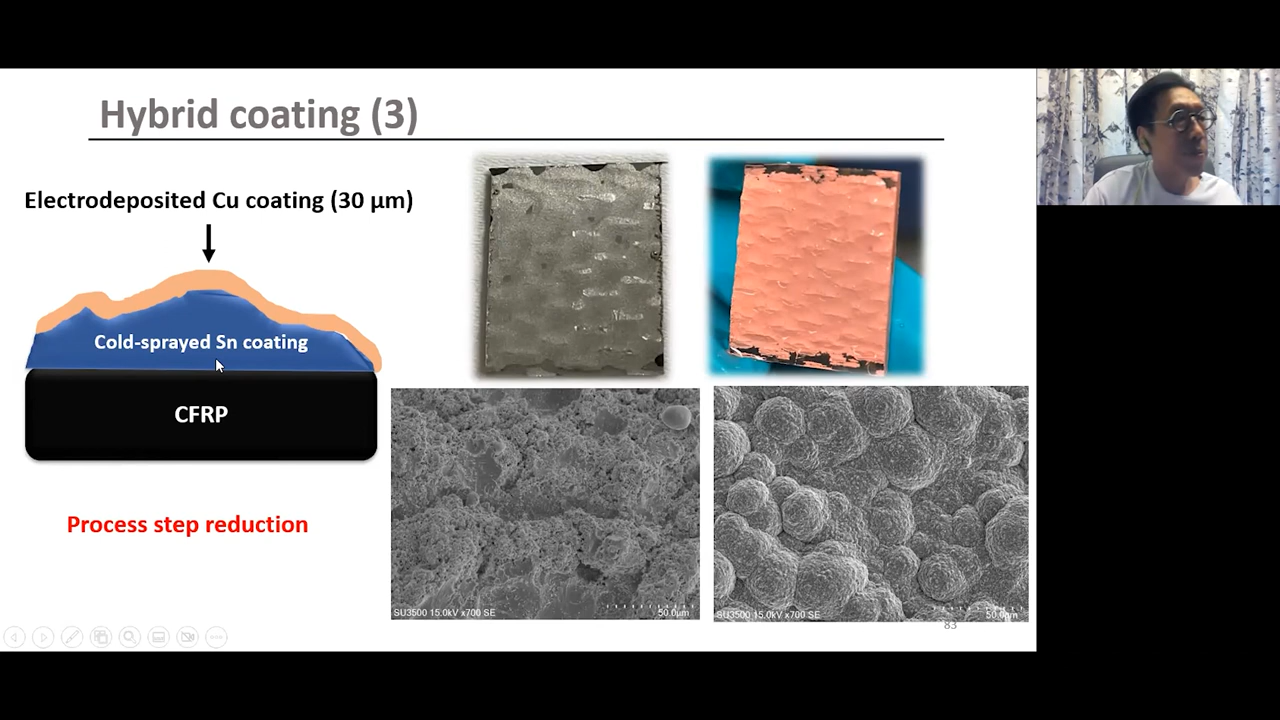 Hybrid coating (3)
Electrodeposited Cu coating (30 µm)
Cold-sprayed Sn coating
CFRP
Process step reduction
SU3500 15.0kV x700 SE
50.0µm
SU3500 15.0kV x700 SE
50.0µm
83